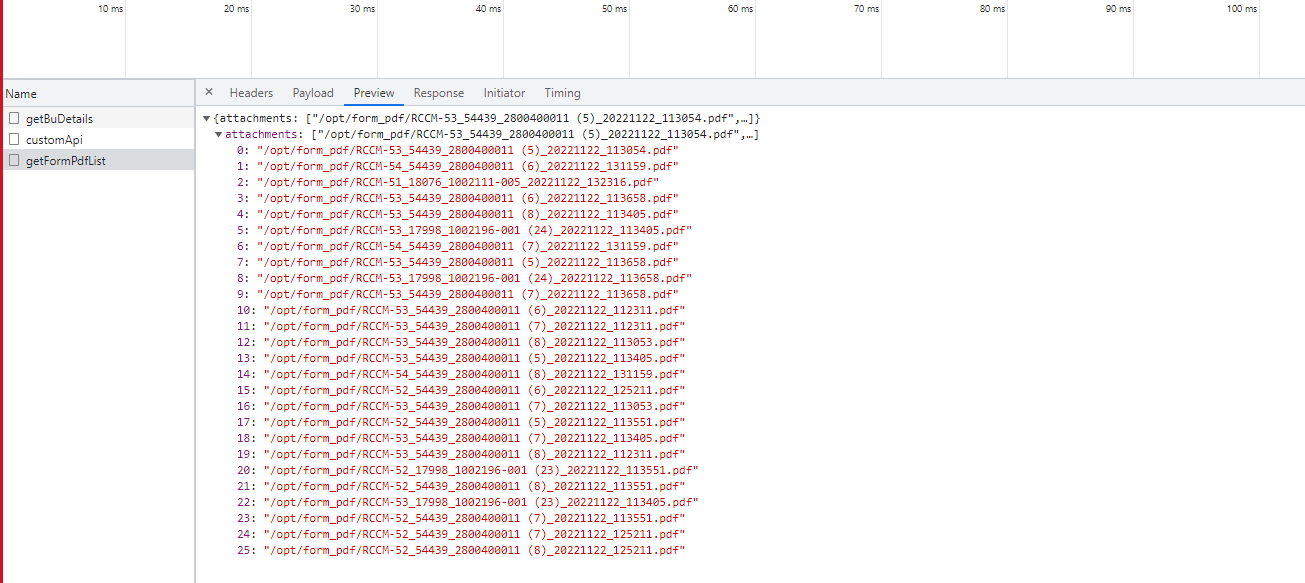 10 ms 20 ms 30 ms 40 ms 50 ms 60 ms 70 ms 80 ms 90 ms 100 ms
Name
× Headers Payload Preview Response Initiator Timing
getBuDetails
customApi
getFormPdfList
▼{attachments: ["/opt/form_pdf/RCCM-53_54439_2800400011 (5)_20221122_113054.pdf",…]}
▼attachments: ["/opt/form_pdf/RCCM-53_54439_2800400011 (5)_20221122_113054.pdf",…]
0: "/opt/form_pdf/RCCM-53_54439_2800400011 (5)_20221122_113054.pdf"
1: "/opt/form_pdf/RCCM-54_54439_2800400011 (6)_20221122_131159.pdf"
2: "/opt/form_pdf/RCCM-51_18076_1002111-005_20221122_132316.pdf"
3: "/opt/form_pdf/RCCM-53_54439_2800400011 (6)_20221122_113658.pdf"
4: "/opt/form_pdf/RCCM-53_54439_2800400011 (8)_20221122_113405.pdf"
5: "/opt/form_pdf/RCCM-53_17998_1002196-001 (24)_20221122_113405.pdf"
6: "/opt/form_pdf/RCCM-54_54439_2800400011 (7)_20221122_131159.pdf"
7: "/opt/form_pdf/RCCM-53_54439_2800400011 (5)_20221122_113658.pdf"
8: "/opt/form_pdf/RCCM-53_17998_1002196-001 (24)_20221122_113658.pdf"
9: "/opt/form_pdf/RCCM-53_54439_2800400011 (7)_20221122_113658.pdf"
10: "/opt/form_pdf/RCCM-53_54439_2800400011 (6)_20221122_112311.pdf"
11: "/opt/form_pdf/RCCM-53_54439_2800400011 (7)_20221122_112311.pdf"
12: "/opt/form_pdf/RCCM-53_54439_2800400011 (8)_20221122_113053.pdf"
13: "/opt/form_pdf/RCCM-53_54439_2800400011 (5)_20221122_113405.pdf"
14: "/opt/form_pdf/RCCM-54_54439_2800400011 (8)_20221122_131159.pdf"
15: "/opt/form_pdf/RCCM-52_54439_2800400011 (6)_20221122_125211.pdf"
16: "/opt/form_pdf/RCCM-53_54439_2800400011 (7)_20221122_113053.pdf"
17: "/opt/form_pdf/RCCM-52_54439_2800400011 (5)_20221122_113551.pdf"
18: "/opt/form_pdf/RCCM-53_54439_2800400011 (7)_20221122_113405.pdf"
19: "/opt/form_pdf/RCCM-53_54439_2800400011 (8)_20221122_112311.pdf"
20: "/opt/form_pdf/RCCM-52_17998_1002196-001 (23)_20221122_113551.pdf"
21: "/opt/form_pdf/RCCM-52_54439_2800400011 (8)_20221122_113551.pdf"
22: "/opt/form_pdf/RCCM-53_17998_1002196-001 (23)_20221122_113405.pdf"
23: "/opt/form_pdf/RCCM-52_54439_2800400011 (7)_20221122_113551.pdf"
24: "/opt/form_pdf/RCCM-52_54439_2800400011 (7)_20221122_125211.pdf"
25: "/opt/form_pdf/RCCM-52_54439_2800400011 (8)_20221122_125211.pdf"